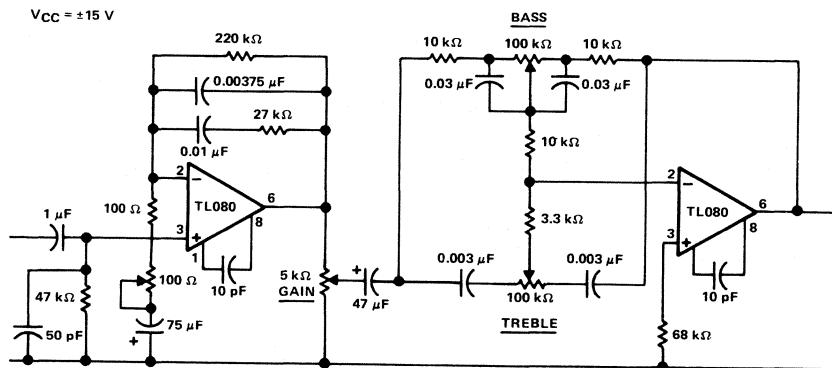 VCC = ±15 V
BASS
220 kΩ
10 kΩ
100 kΩ
10 kΩ
0.00375 μF
0.03 μF
0.03 μF
27 kΩ
0.01 μF
10 kΩ
2
−
TL080
6
8
3
+
1
100 Ω
1 μF
2
−
TL080
6
8
3
+
1
3.3 kΩ
0.003 μF
0.003 μF
100 Ω
10 pF
5 kΩ
GAIN
+
47 μF
100 kΩ
TREBLE
10 pF
47 kΩ
50 pF
75 μF
+
68 kΩ